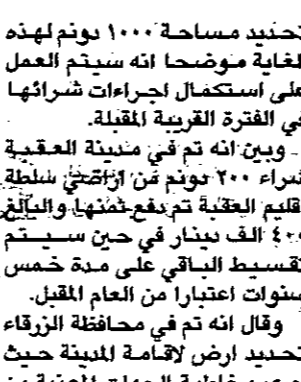 تحديد مساحة ١٠٠٠ دونم لهذه
الغاية موضحا انه سيتم العمل
على استكمال اجراءات شرائها
في الفترة القريبة المقبلة.
وبين انه تم في مدينة العقبة
شراء ٢٠٠ دونم من اراضي سلطة
اقليم العقبة تم دفع ثمنها والبالغ
٤٠٠ الف دينار في حين سيتم
تقسيط الباقي على مدة خمس
سنوات اعتبارا من العام المقبل.
وقال انه تم في محافظة الزرقاء
تحديد ارض لاقامة المدينة حيث